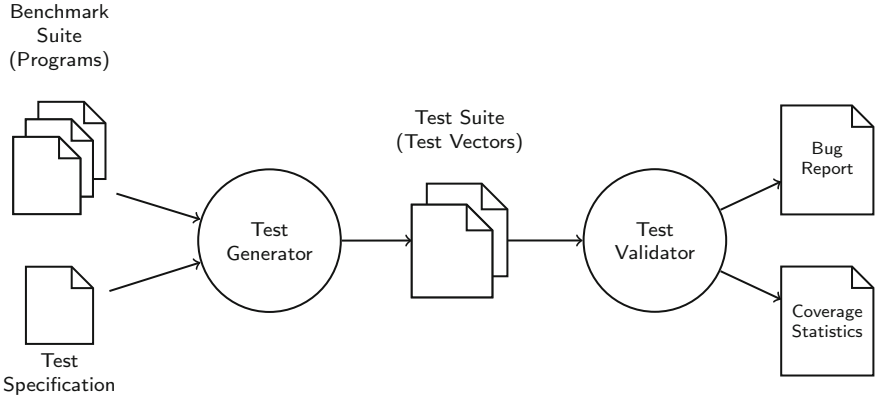 Benchmark
Suite
(Programs)
Test
Specification
Test
Generator
Test Suite
(Test Vectors)
Test
Validator
Bug
Report
Coverage
Statistics